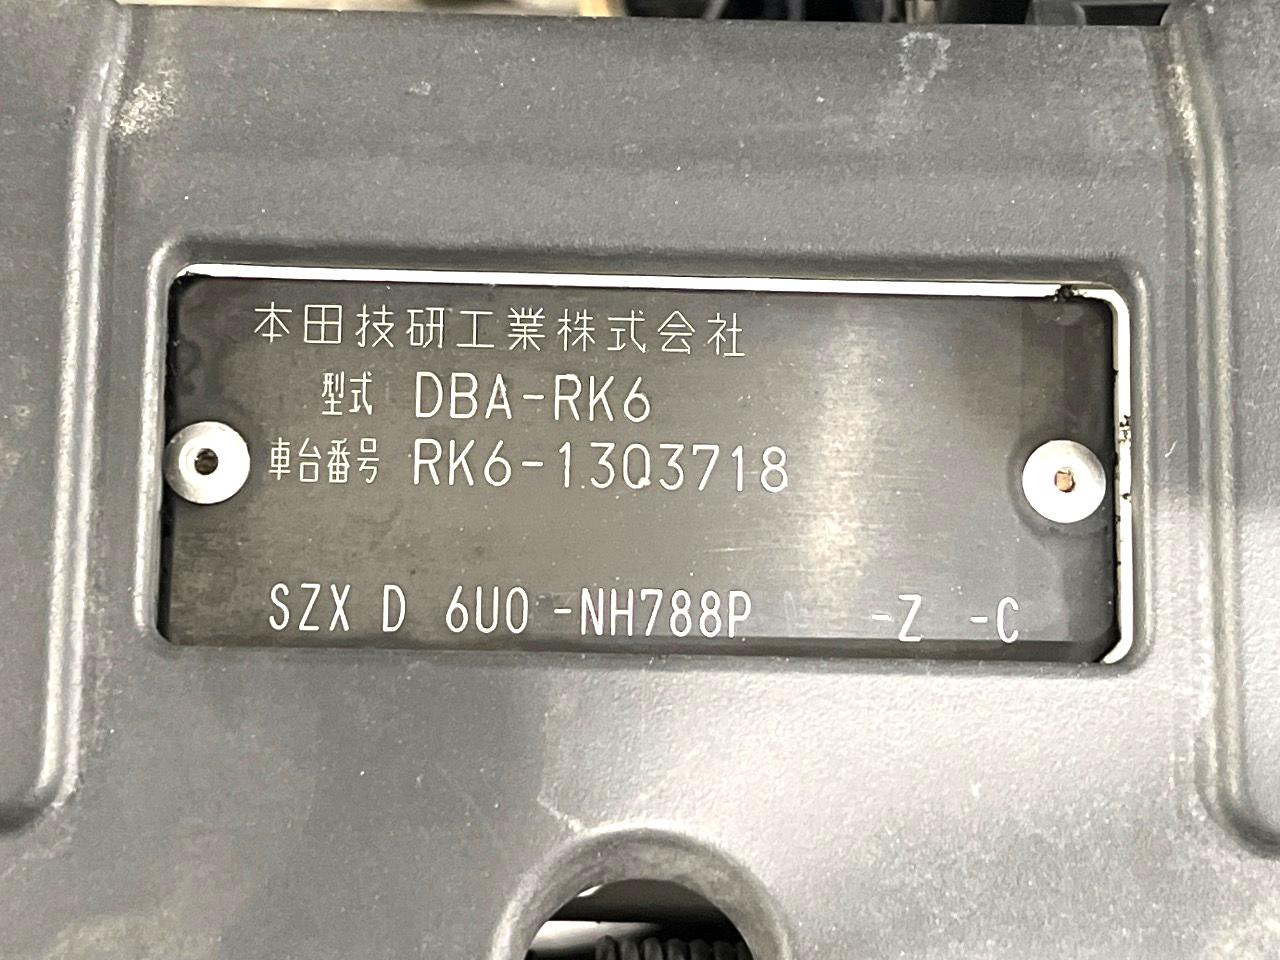 本田技研工業株式会社
型式 DBA-RK6
車台番号 RK6-1303718
SZX D 6U0 -NH788P -Z -C